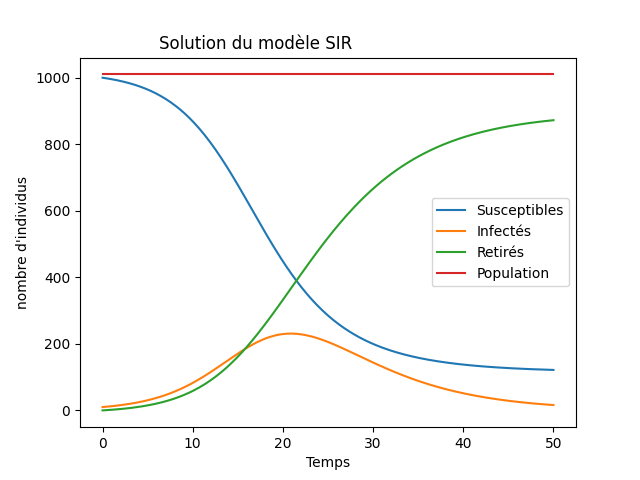 Solution du modèle SIR
nombre d'individus
1000
800
600
400
200
0
Susceptibles
Infectés
Retirés
Population
0 10 20 30 40 50
Temps